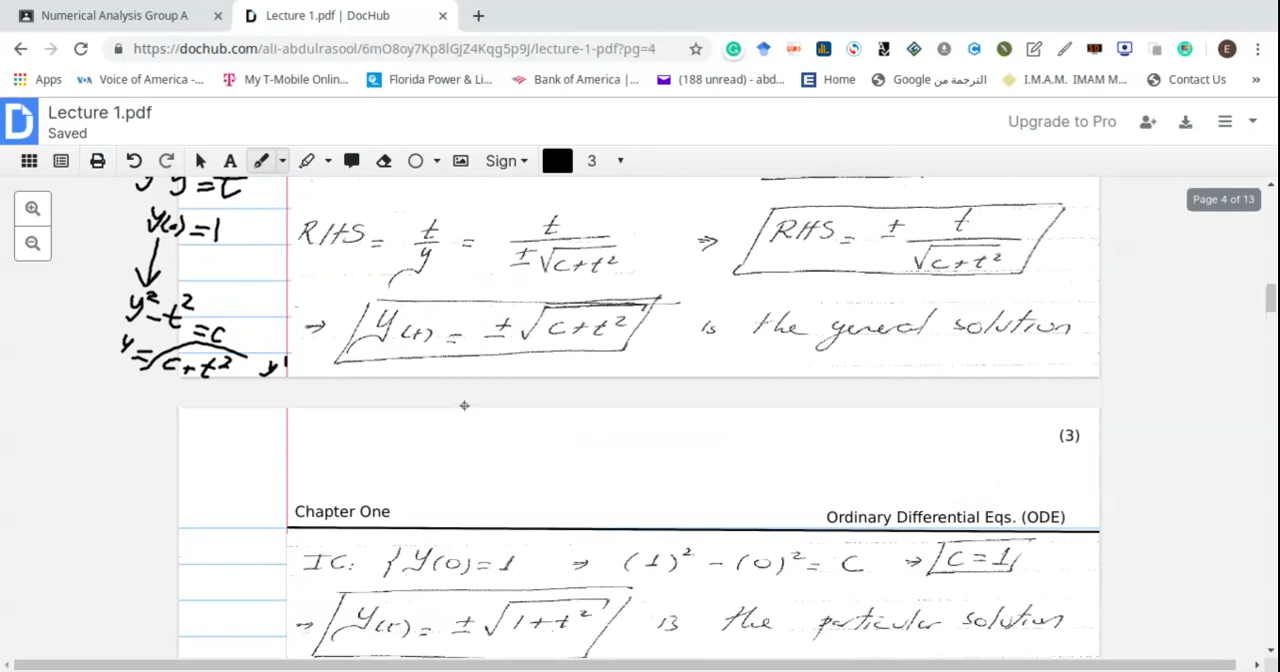 Numerical Analysis Group A
Lecture 1.pdf | DocHub
https://dochub.com/ali-abdulrasool/6mO8oy7Kp8lGJZ4Kqg5p9J/lecture-1-pdf?pg=4
E
Apps
VOA Voice of America -...
My T-Mobile Onlin...
Florida Power & Li...
Bank of America |...
(188 unread) - abd...
Home
الترجمة من Google
I.M.A.M. IMAM M...
Contact Us
»
Lecture 1.pdf
Saved
Upgrade to Pro
A
Sign
3
Page 4 of 13
y y' = t
y(0) = 1
y² - t² = C
y = √C + t² y'
RHS = t/y = t/±√C+t² ⇒ RHS = ± t/√C+t²
⇒ y(t) = ± √C+t² is the general solution
(3)
Chapter One
Ordinary Differential Eqs. (ODE)
IC: { y(0) = 1 ⇒ (1)² - (0)² = C ⇒ C = 1
⇒ y(t) = ± √1+t² is the particular solution